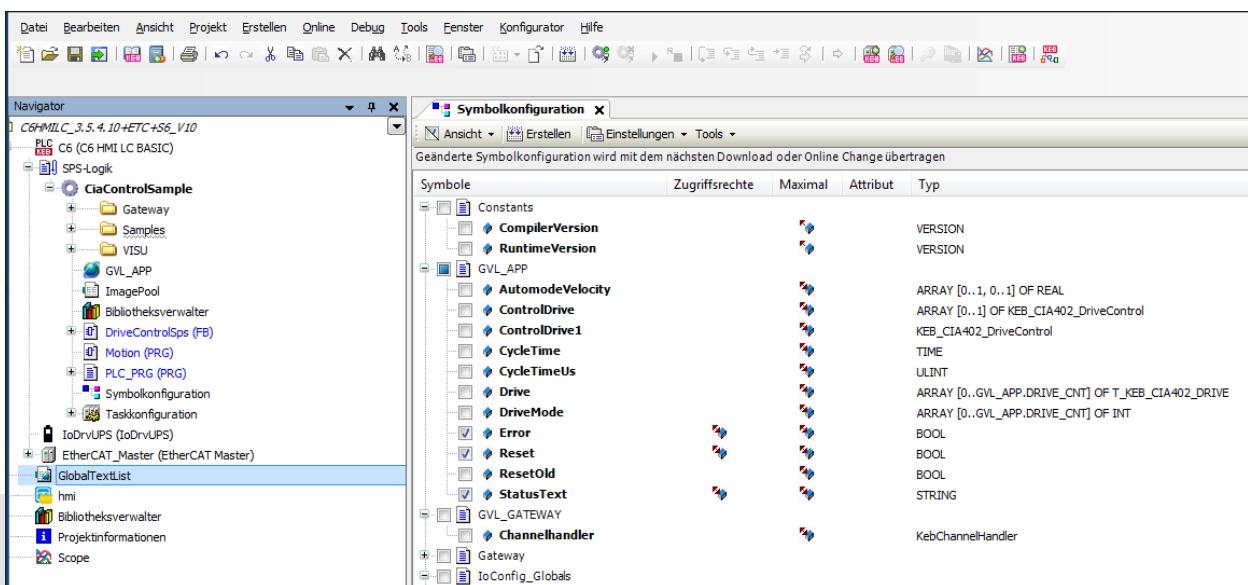 Datei Bearbeiten Ansicht Projekt Erstellen Online Debug Tools Fenster Konfigurator Hilfe
Navigator
C6HMILC_3.5.4.10+ETC+S6_V10
PLC KEB C6 (C6 HMI LC BASIC)
SPS-Logik
CiaControlSample
Gateway
Samples
VISU
GVL_APP
ImagePool
Bibliotheksverwalter
DriveControlSps (FB)
Motion (PRG)
PLC_PRG (PRG)
Symbolkonfiguration
Taskkonfiguration
IoDrvUPS (IoDrvUPS)
EtherCAT_Master (EtherCAT Master)
GlobalTextList
hmi
Bibliotheksverwalter
Projektinformationen
Scope
Symbolkonfiguration
Ansicht Erstellen Einstellungen Tools
Geänderte Symbolkonfiguration wird mit dem nächsten Download oder Online Change übertragen
Symbole Zugriffsrechte Maximal Attribut Typ
Constants
CompilerVersion VERSION
RuntimeVersion VERSION
GVL_APP
AutomodeVelocity ARRAY [0..1, 0..1] OF REAL
ControlDrive ARRAY [0..1] OF KEB_CIA402_DriveControl
ControlDrive1 KEB_CIA402_DriveControl
CycleTime TIME
CycleTimeUs ULINT
Drive ARRAY [0..GVL_APP.DRIVE_CNT] OF T_KEB_CIA402_DRIVE
DriveMode ARRAY [0..GVL_APP.DRIVE_CNT] OF INT
Error BOOL
Reset BOOL
ResetOld BOOL
StatusText STRING
GVL_GATEWAY
Channelhandler KebChannelHandler
Gateway
IoConfig_Globals